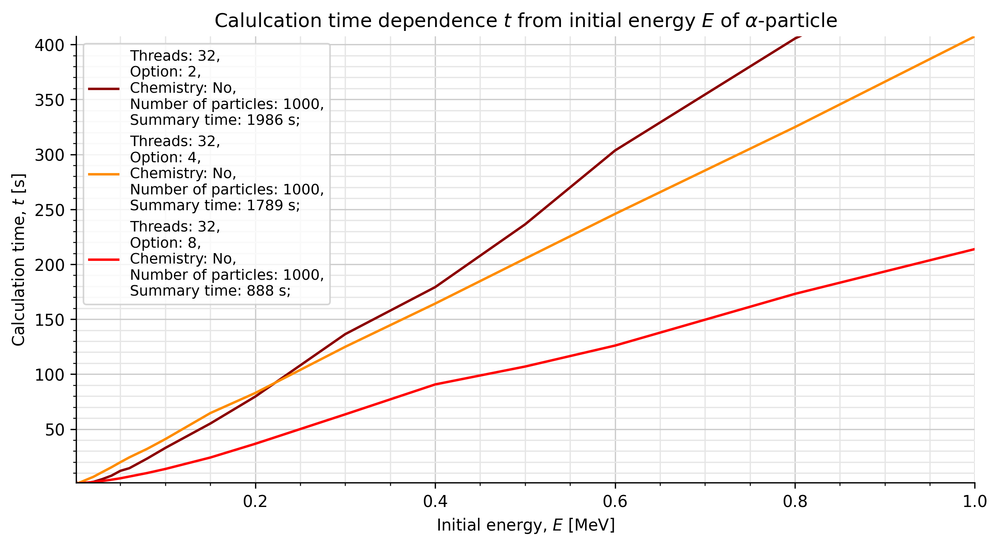 Calulcation time dependence t from initial energy E of α-particle
400
350
300
250
200
150
100
50
Calculation time, t [s]
Threads: 32,
Option: 2,
Chemistry: No,
Number of particles: 1000,
Summary time: 1986 s;
Threads: 32,
Option: 4,
Chemistry: No,
Number of particles: 1000,
Summary time: 1789 s;
Threads: 32,
Option: 8,
Chemistry: No,
Number of particles: 1000,
Summary time: 888 s;
0.2 0.4 0.6 0.8 1.0
Initial energy, E [MeV]